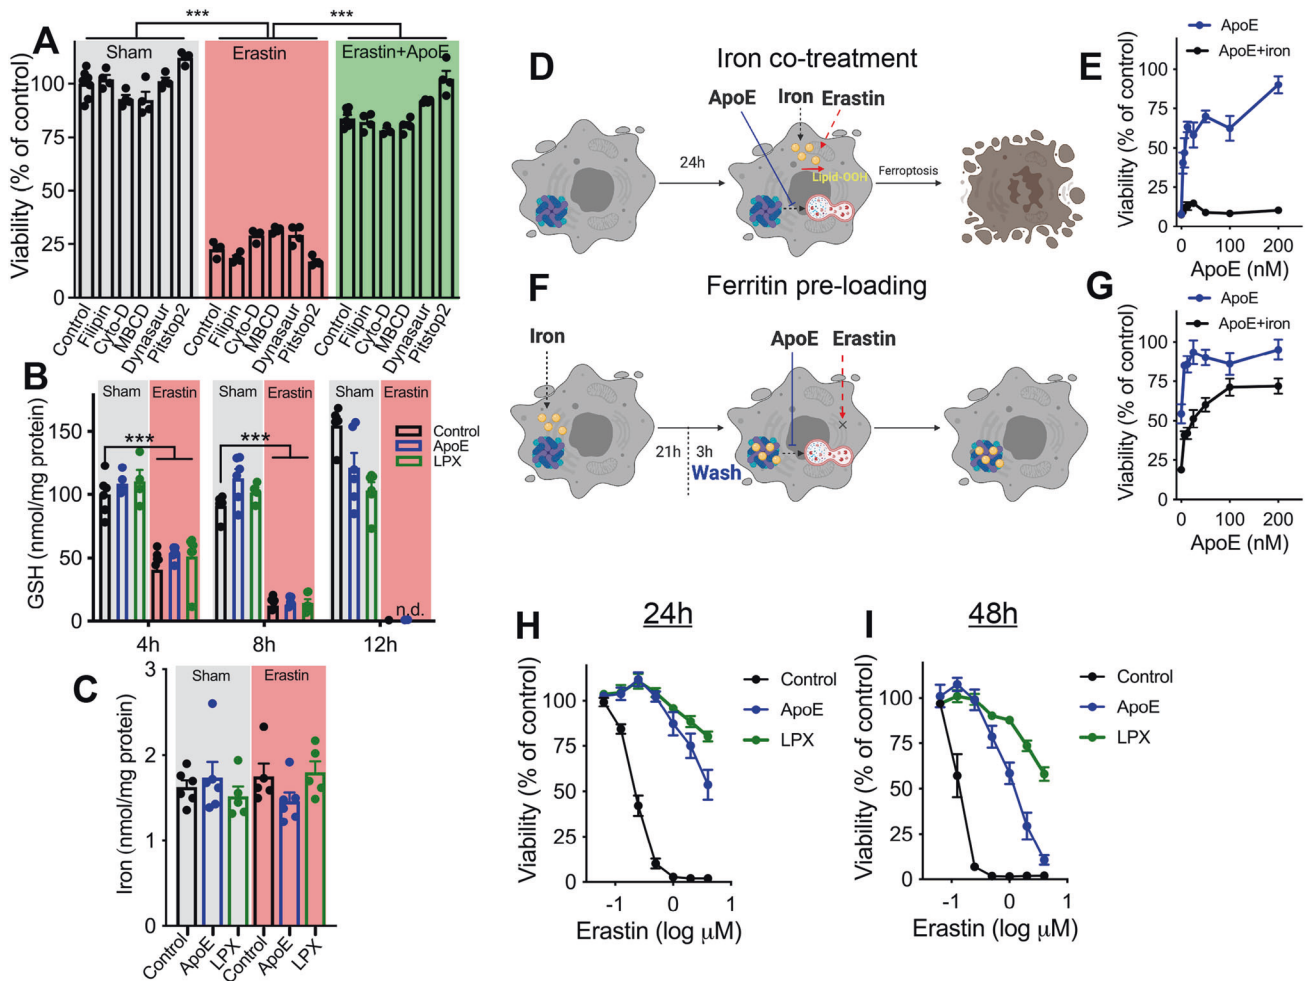 A
***
***
Sham
Erastin
Erastin+ApoE
Viability (% of control)
100
50
25
0
Control
Filipin
Cyto-D
MBCD
Dynasaur
Pitstop2
Control
Filipin
Cyto-D
MBCD
Dynasaur
Pitstop2
Control
Filipin
Cyto-D
MBCD
Dynasaur
Pitstop2
B
Sham
Erastin
Sham
Erastin
Sham
Erastin
***
***
Control
ApoE
LPX
n.d.
GSH (nmol/mg protein)
150
100
50
0
4h
8h
12h
C
Sham
Erastin
Iron (nmol/mg protein)
3
2
1
0
Control
ApoE
LPX
Control
ApoE
LPX
D
Iron co-treatment
ApoE
Iron
Erastin
24h
Lipid-OOH
Ferroptosis
E
ApoE
ApoE+iron
Viability (% of control)
100
75
50
25
0
0
100
200
ApoE (nM)
F
Ferritin pre-loading
Iron
ApoE
Erastin
21h
3h
Wash
G
ApoE
ApoE+iron
Viability (% of control)
100
75
50
25
0
0
100
200
ApoE (nM)
H
24h
Control
ApoE
LPX
Viability (% of control)
100
75
50
25
0
-1
0
1
Erastin (log μM)
I
48h
Control
ApoE
LPX
Viability (% of control)
100
75
50
25
0
-1
0
1
Erastin (log μM)